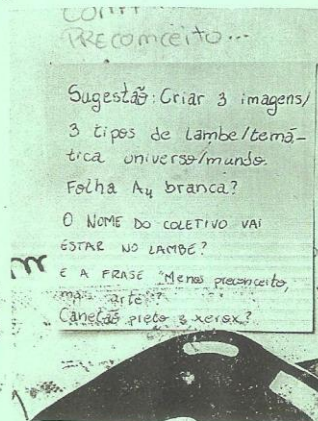 PRECONCEITO...
Sugestão: Criar 3 imagens/
3 tipos de lambe/temá-
tica universo/mundo.
Folha A4 branca?
O NOME DO COLETIVO VAI
ESTAR NO LAMBE?
E A FRASE "Menos preconceito,
mais arte"?
Canetão preto 3 xerox?